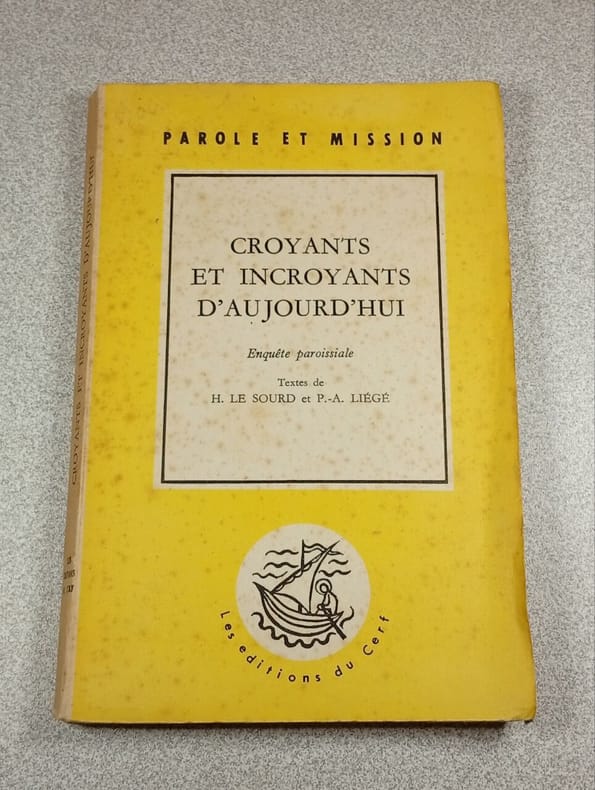 PAROLE ET MISSION
CROYANTS
ET INCROYANTS
D'AUJOURD'HUI
Enquête paroissiale
Textes de
H. LE SOURD et P.-A. LIÉGÉ
Les editions du Cerf
CROYANTS ET INCROYANTS D'AUJOURD'HUI